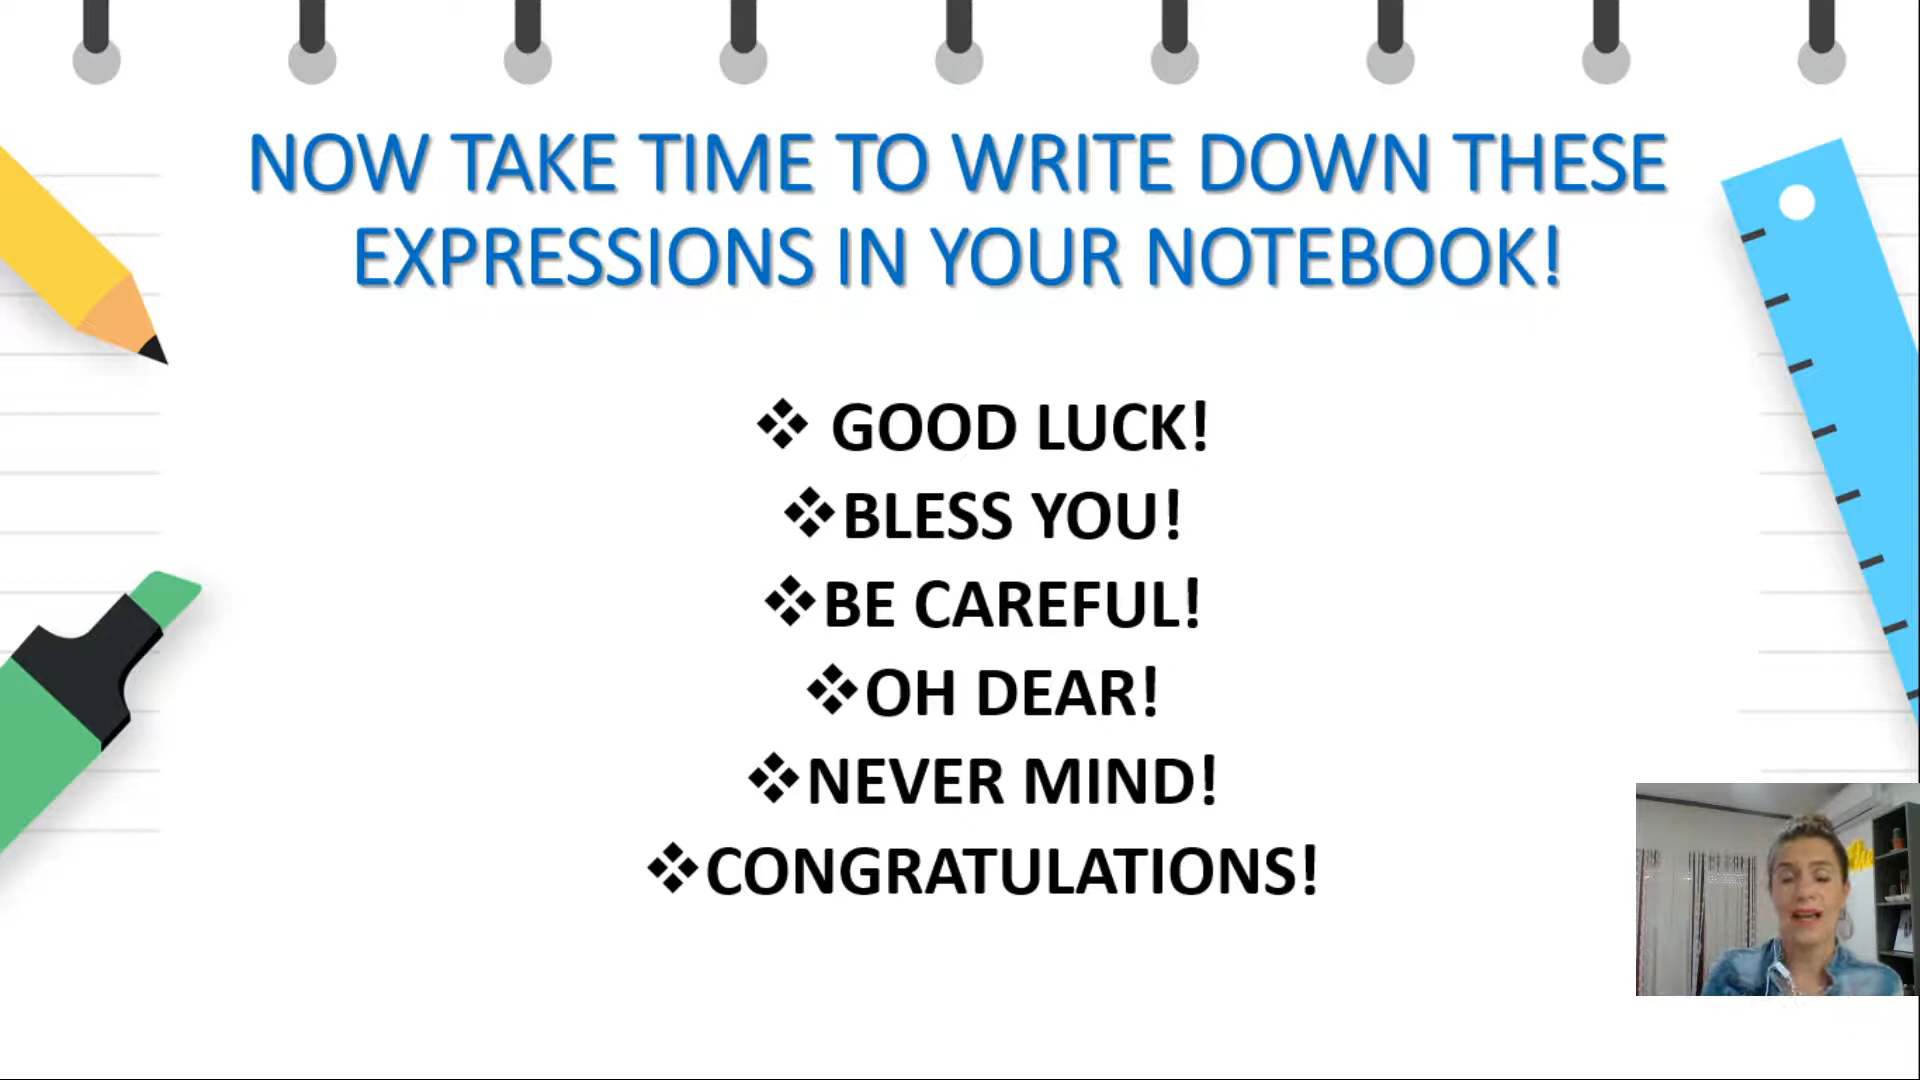 NOW TAKE TIME TO WRITE DOWN THESE
EXPRESSIONS IN YOUR NOTEBOOK!
❖ GOOD LUCK!
❖BLESS YOU!
❖BE CAREFUL!
❖OH DEAR!
❖NEVER MIND!
❖CONGRATULATIONS!